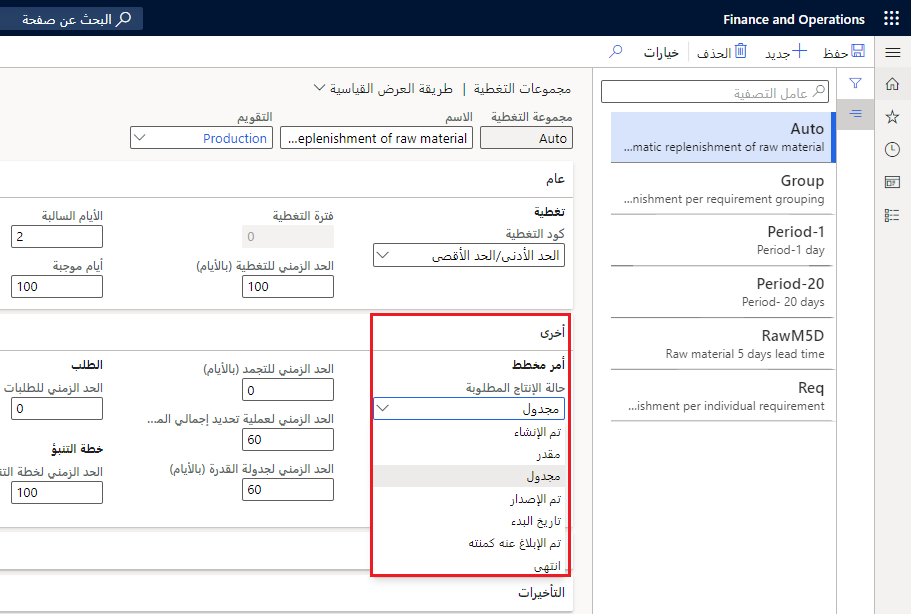 Finance and Operations
البحث عن صفحة
حفظ
جديد
الحذف
خيارات
عامل التصفية
Auto
...matic replenishment of raw material
Group
...nishment per requirement grouping
Period-1
Period-1 day
Period-20
Period- 20 days
RawM5D
Raw material 5 days lead time
Req
...ishment per individual requirement
مجموعات التغطية | طريقة العرض القياسية
مجموعة التغطية
Auto
الاسم
...eplenishment of raw material
التقويم
Production
عام
تغطية
كود التغطية
الحد الأدنى/الحد الأقصى
فترة التغطية
0
الحد الزمني للتغطية (بالأيام)
100
الأيام السالبة
2
أيام موجبة
100
أخرى
أمر مخطط
حالة الإنتاج المطلوبة
مجدول
تم الإنشاء
مقدر
مجدول
تم الإصدار
تاريخ البدء
تم الإبلاغ عنه كمنته
انتهى
الحد الزمني للتجمد (بالأيام)
0
الحد الزمني لعملية تحديد إجمالي الم...
60
الحد الزمني لجدولة القدرة (بالأيام)
60
الطلب
الحد الزمني للطلبات
0
خطة التنبؤ
الحد الزمني لخطة الت
100
التأخيرات